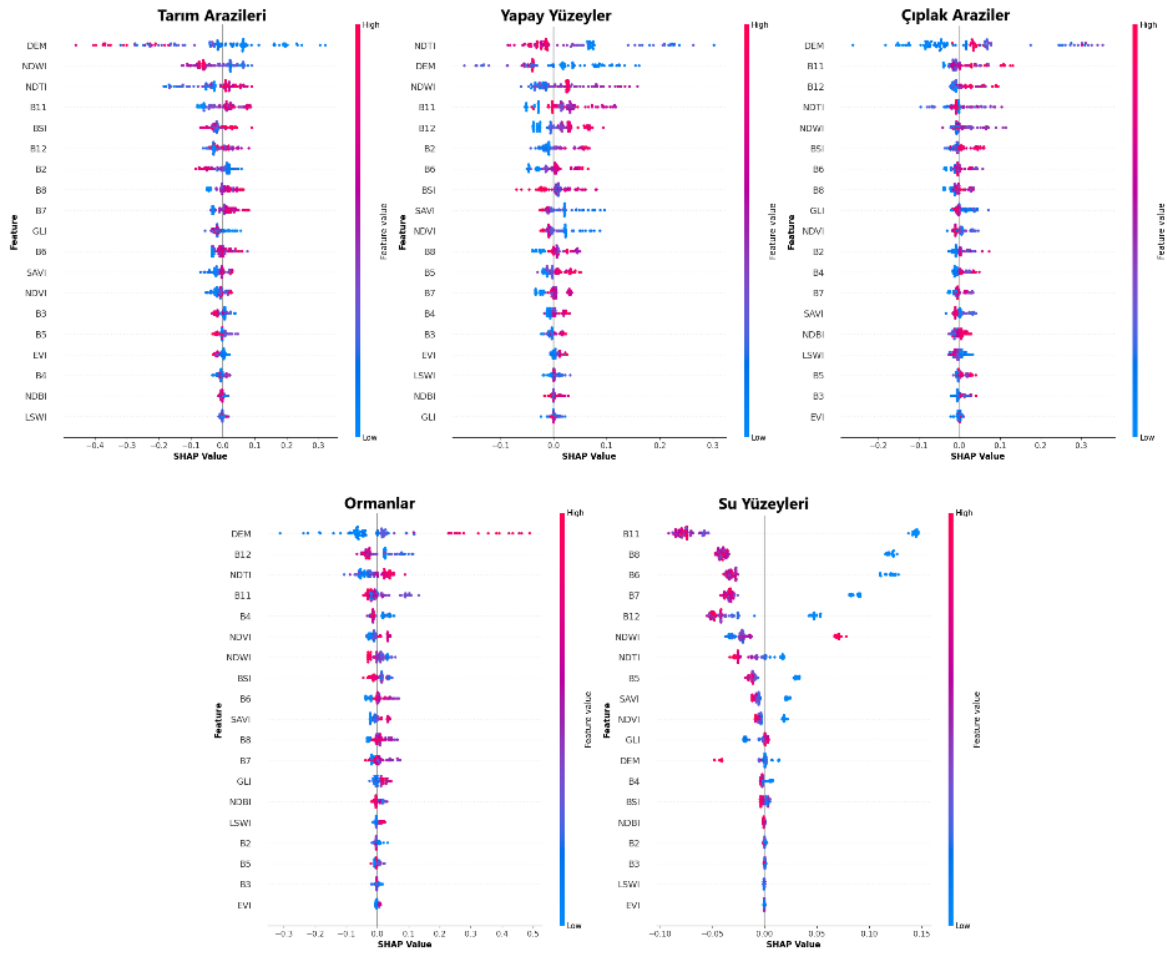 Tarım Arazileri
High
DEM
NDWI
NDTI
B11
BSI
B12
B2
B8
B7
GLI
B6
SAVI
NDVI
B3
B5
EVI
B4
NDBI
LSWI
Feature
−0.4 −0.3 −0.2 −0.1 0.0 0.1 0.2 0.3
SHAP Value
Feature value
Low
Yapay Yüzeyler
High
NDTI
DEM
NDWI
B11
B12
B2
B6
BSI
SAVI
NDVI
B8
B5
B7
B4
B3
EVI
LSWI
NDBI
GLI
Feature
−0.1 0.0 0.1 0.2 0.3
SHAP Value
Feature value
Low
Çıplak Araziler
High
DEM
B11
B12
NDTI
NDWI
BSI
B6
B8
GLI
NDVI
B2
B4
B7
SAVI
NDBI
LSWI
B5
B3
EVI
Feature
−0.2 −0.1 0.0 0.1 0.2 0.3
SHAP Value
Feature value
Low
Ormanlar
High
DEM
B12
NDTI
B11
B4
NDVI
NDWI
BSI
B6
SAVI
B8
B7
GLI
NDBI
LSWI
B2
B5
B3
EVI
Feature
−0.3 −0.2 −0.1 0.0 0.1 0.2 0.3 0.4 0.5
SHAP Value
Feature value
Low
Su Yüzeyleri
High
B11
B8
B6
B7
B12
NDWI
NDTI
B5
SAVI
NDVI
GLI
DEM
B4
BSI
NDBI
B2
B3
LSWI
EVI
Feature
−0.10 −0.05 0.00 0.05 0.10 0.15
SHAP Value
Feature value
Low